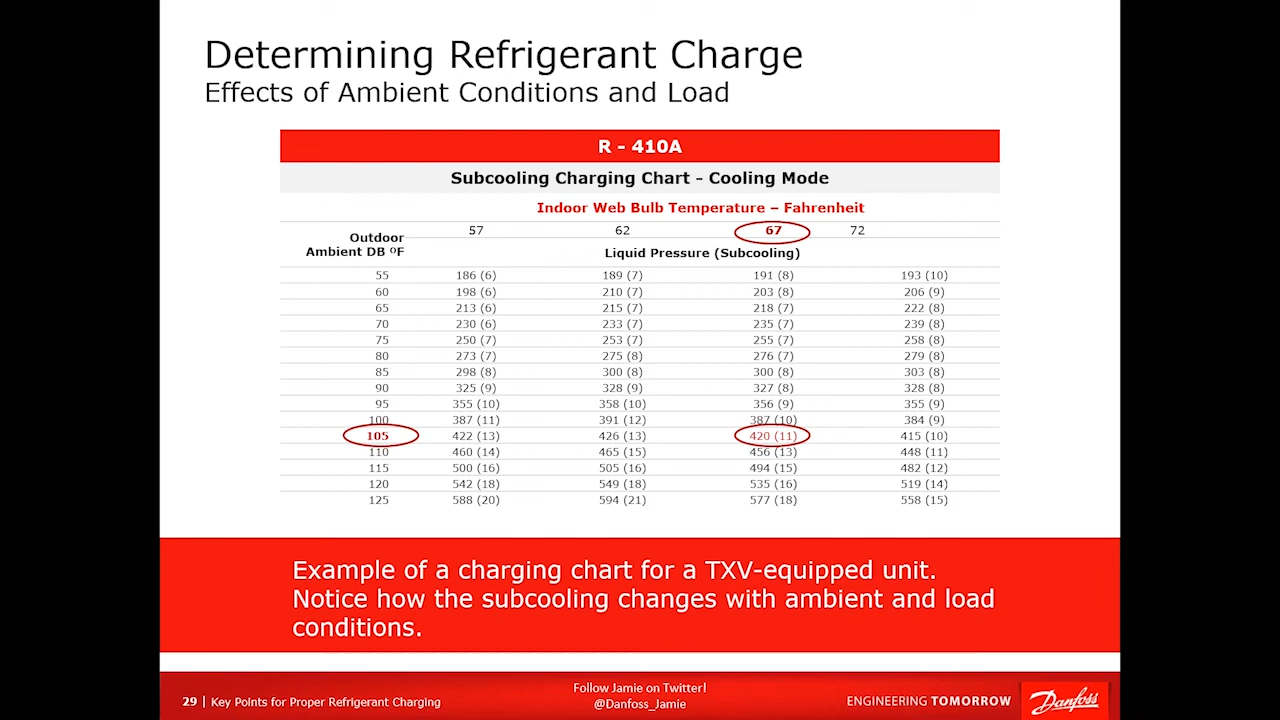 Determining Refrigerant Charge
Effects of Ambient Conditions and Load
R - 410A
Subcooling Charging Chart - Cooling Mode
Indoor Web Bulb Temperature – Fahrenheit
Outdoor Ambient DB ºF
57 62 67 72
Liquid Pressure (Subcooling)
55 186 (6) 189 (7) 191 (8) 193 (10)
60 198 (6) 210 (7) 203 (8) 206 (9)
65 213 (6) 215 (7) 218 (7) 222 (8)
70 230 (6) 233 (7) 235 (7) 239 (8)
75 250 (7) 253 (7) 255 (7) 258 (8)
80 273 (7) 275 (8) 276 (7) 279 (8)
85 298 (8) 300 (8) 300 (8) 303 (8)
90 325 (9) 328 (9) 327 (8) 328 (8)
95 355 (10) 358 (10) 356 (9) 355 (9)
100 387 (11) 391 (12) 387 (10) 384 (9)
105 422 (13) 426 (13) 420 (11) 415 (10)
110 460 (14) 465 (15) 456 (13) 448 (11)
115 500 (16) 505 (16) 494 (15) 482 (12)
120 542 (18) 549 (18) 535 (16) 519 (14)
125 588 (20) 594 (21) 577 (18) 558 (15)
Example of a charging chart for a TXV-equipped unit.
Notice how the subcooling changes with ambient and load
conditions.
29 | Key Points for Proper Refrigerant Charging
Follow Jamie on Twitter!
@Danfoss_Jamie
ENGINEERING TOMORROW
Danfoss